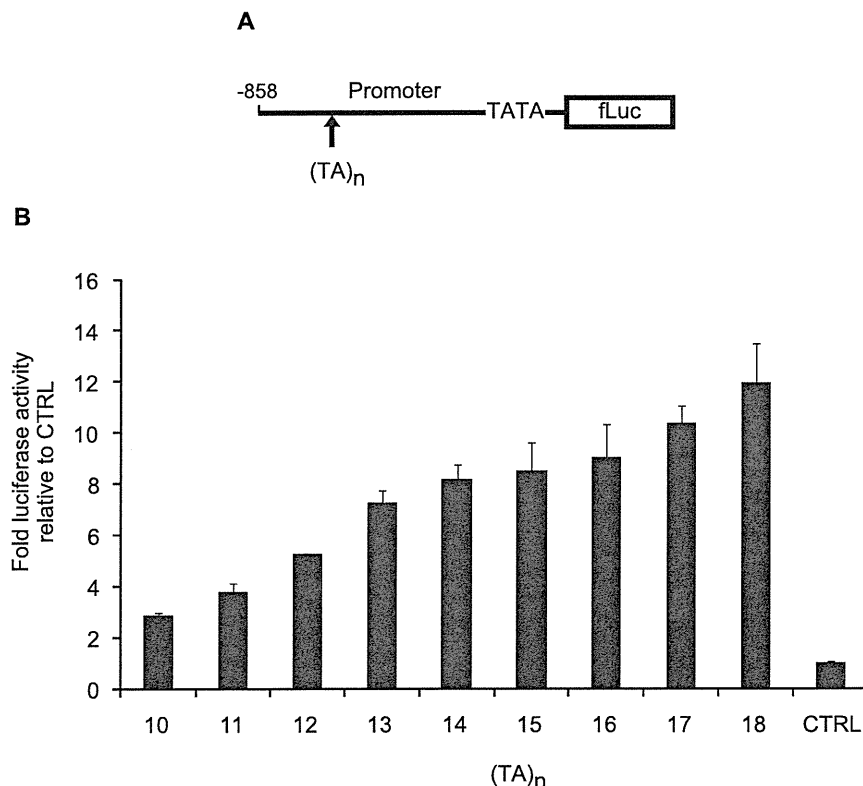 A
-858
Promoter
TATA
fLuc
(TA)n
B
Fold luciferase activity
relative to CTRL
16
14
12
10
8
6
4
2
0
10 11 12 13 14 15 16 17 18 CTRL
(TA)n